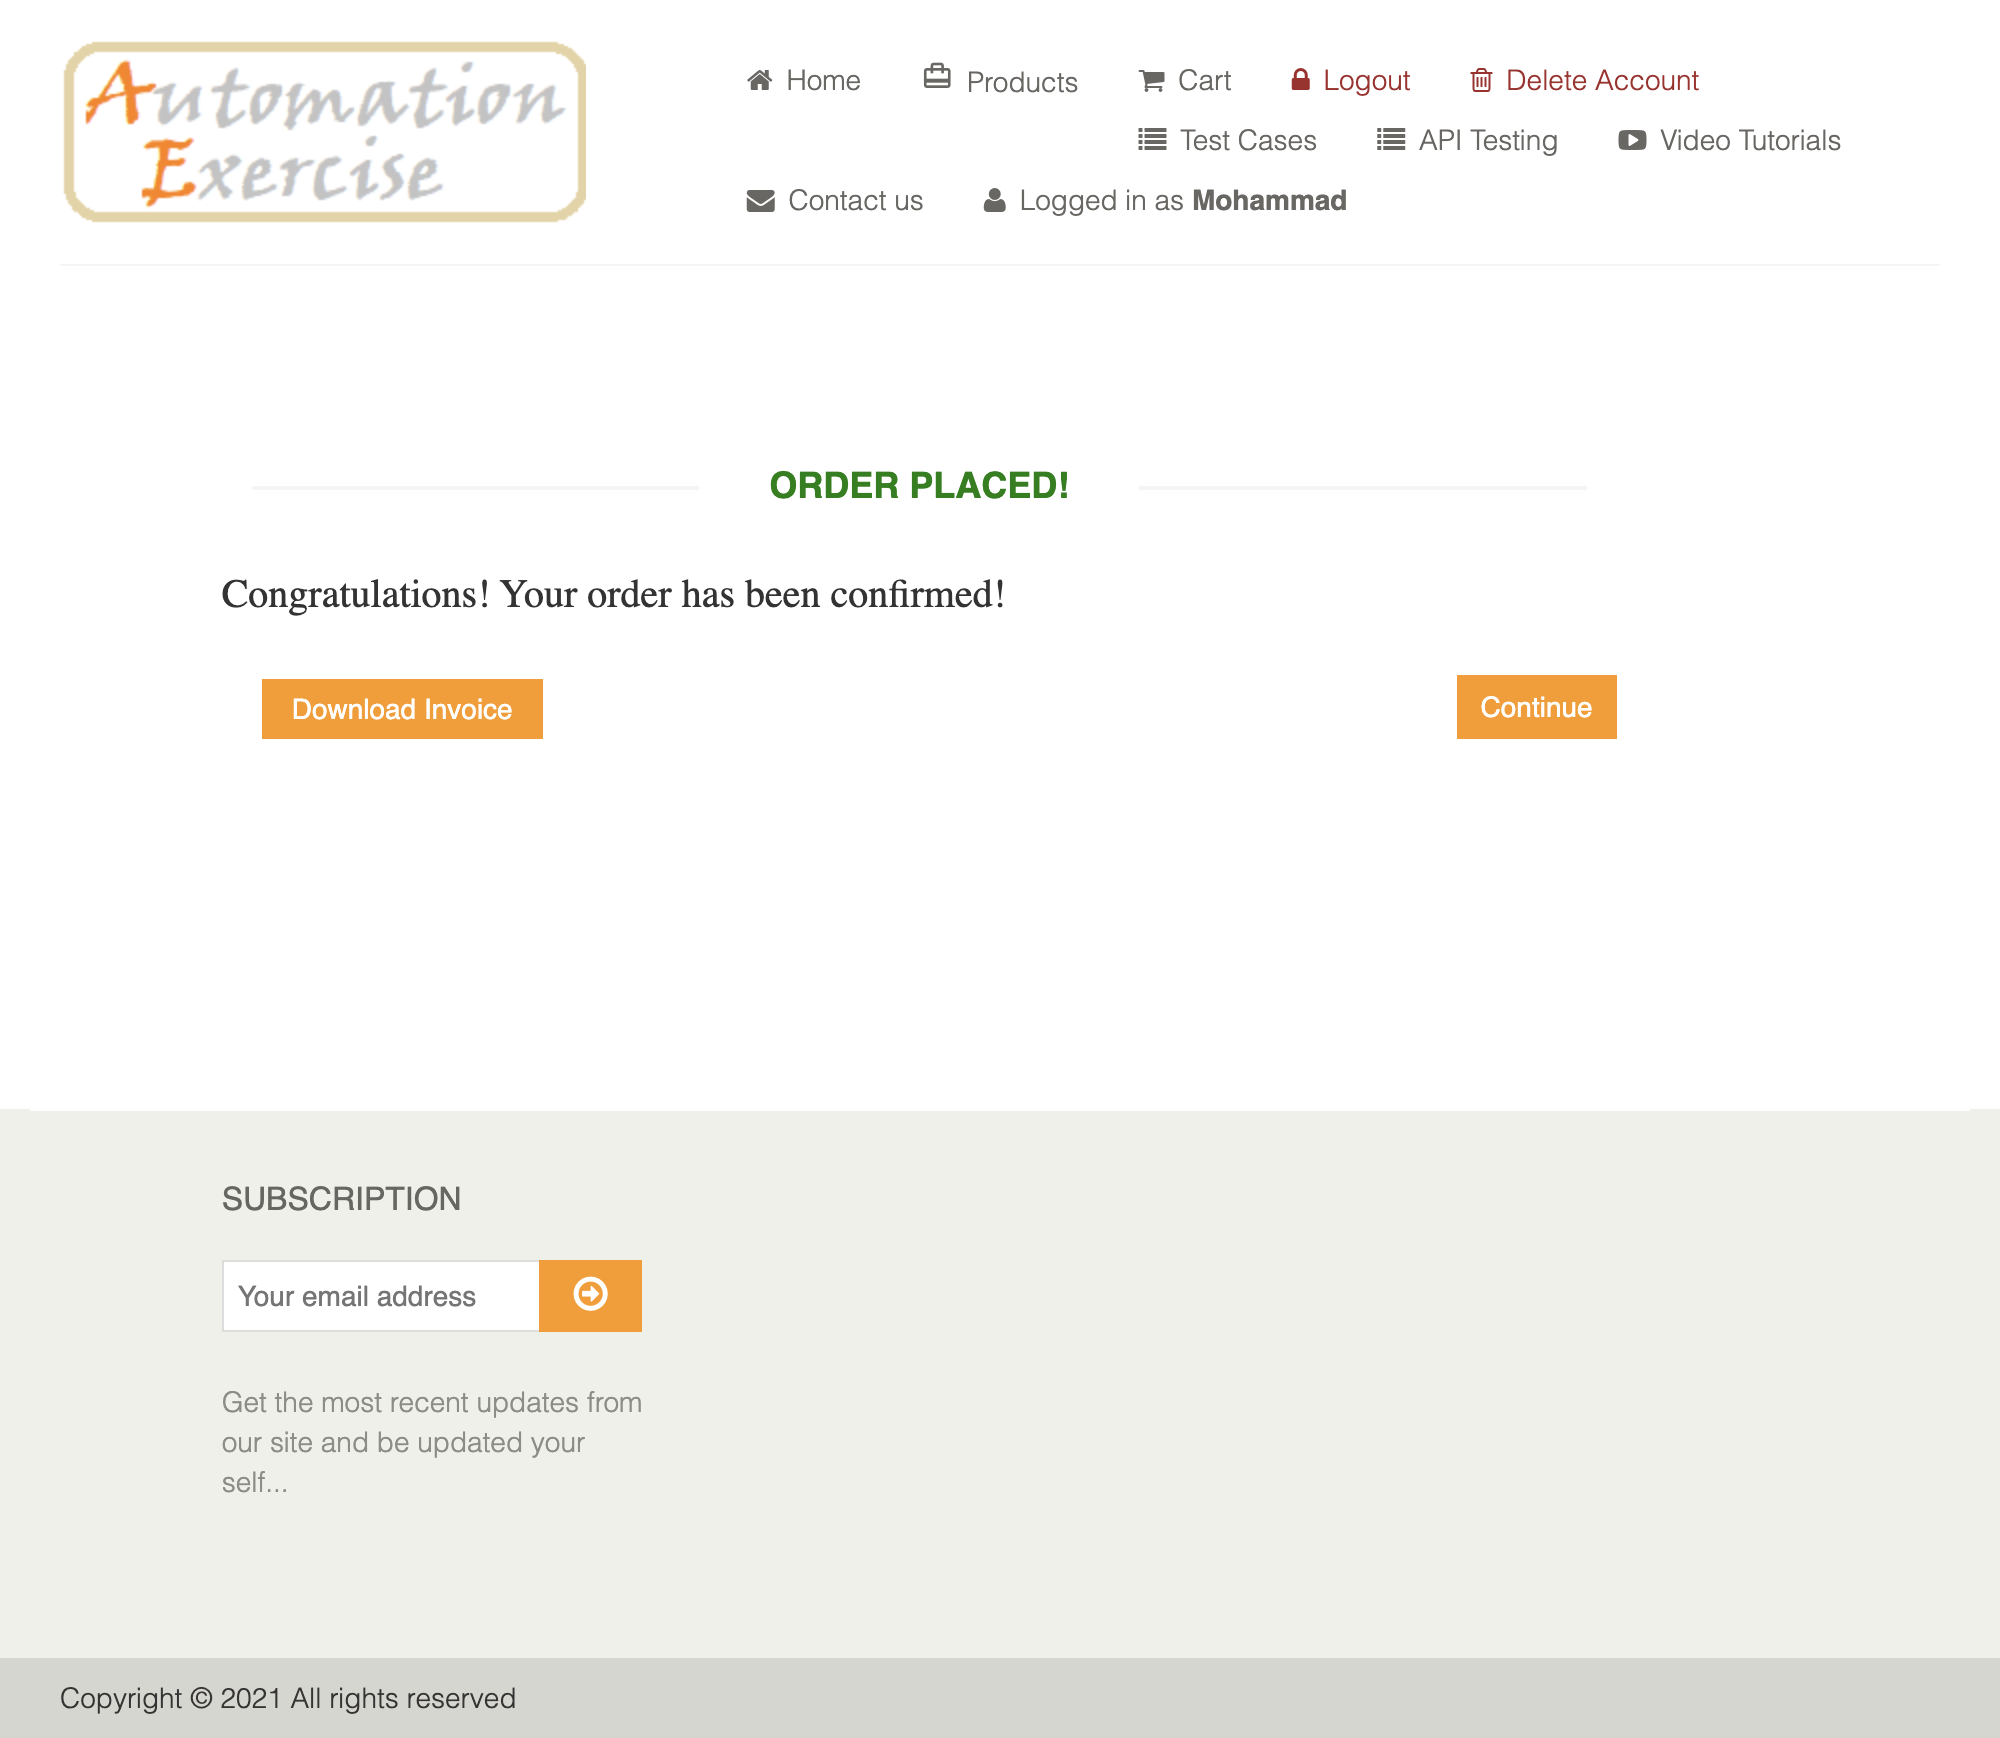 Automation
Exercise
Home Products Cart Logout Delete Account
Test Cases API Testing Video Tutorials
Contact us Logged in as Mohammad
ORDER PLACED!
Congratulations! Your order has been confirmed!
Download Invoice Continue
SUBSCRIPTION
Your email address
Get the most recent updates from
our site and be updated your
self...
Copyright © 2021 All rights reserved